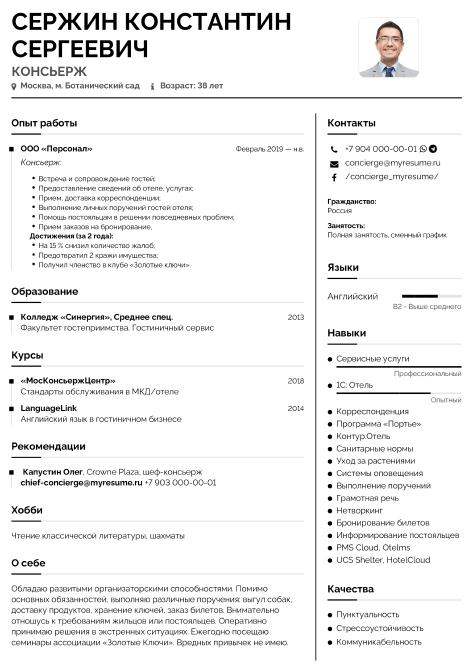 СЕРЖИН КОНСТАНТИН
СЕРГЕЕВИЧ
КОНСЬЕРЖ
Москва, м. Ботанический сад
Возраст: 38 лет
Опыт работы
ООО «Персонал»
Февраль 2019 — н.в.
Консьерж:
Встреча и сопровождение гостей;
Предоставление сведений об отеле, услугах;
Прием, доставка корреспонденции;
Выполнение личных поручений гостей отеля;
Помощь постояльцам в решении повседневных проблем;
Прием заказов на бронирование.
Достижения (за 2 года):
На 15 % снизил количество жалоб;
Предотвратил 2 кражи имущества;
Получил членство в клубе «Золотые ключи».
Образование
Колледж «Синергия», Среднее спец.
2013
Факультет гостеприимства, Гостиничный сервис
Курсы
«МосКонсьержЦентр»
2018
Стандарты обслуживания в МКД/отеле
LanguageLink
2014
Английский язык в гостиничном бизнесе
Рекомендации
Капустин Олег, Crowne Plaza, шеф-консьерж
chief-concierge@myresume.ru +7 903 000-00-01
Хобби
Чтение классической литературы, шахматы
О себе
Обладаю развитыми организаторскими способностями. Помимо
основных обязанностей, выполняю различные поручения: выгул собак,
доставку продуктов, хранение ключей, заказ билетов. Внимательно
отношусь к требованиям жильцов или постояльцев. Оперативно
принимаю решения в экстренных ситуациях. Ежегодно посещаю
семинары ассоциации «Золотые Ключи». Вредных привычек не имею.
Контакты
+7 904 000-00-01
concierge@myresume.ru
/concierge_myresume/
Гражданство:
Россия
Занятость:
Полная занятость, сменный график
Языки
Английский
B2 - Выше среднего
Навыки
Сервисные услуги
Профессиональный
1С: Отель
Опытный
Корреспонденция
Программа «Портье»
Контур.Отель
Санитарные нормы
Уход за растениями
Системы оповещения
Выполнение поручений
Грамотная речь
Нетворкинг
Бронирование билетов
Информирование постояльцев
PMS Cloud, Otelms
UCS Shelter, HotelCloud
Качества
Пунктуальность
Стрессоустойчивость
Коммуникабельность